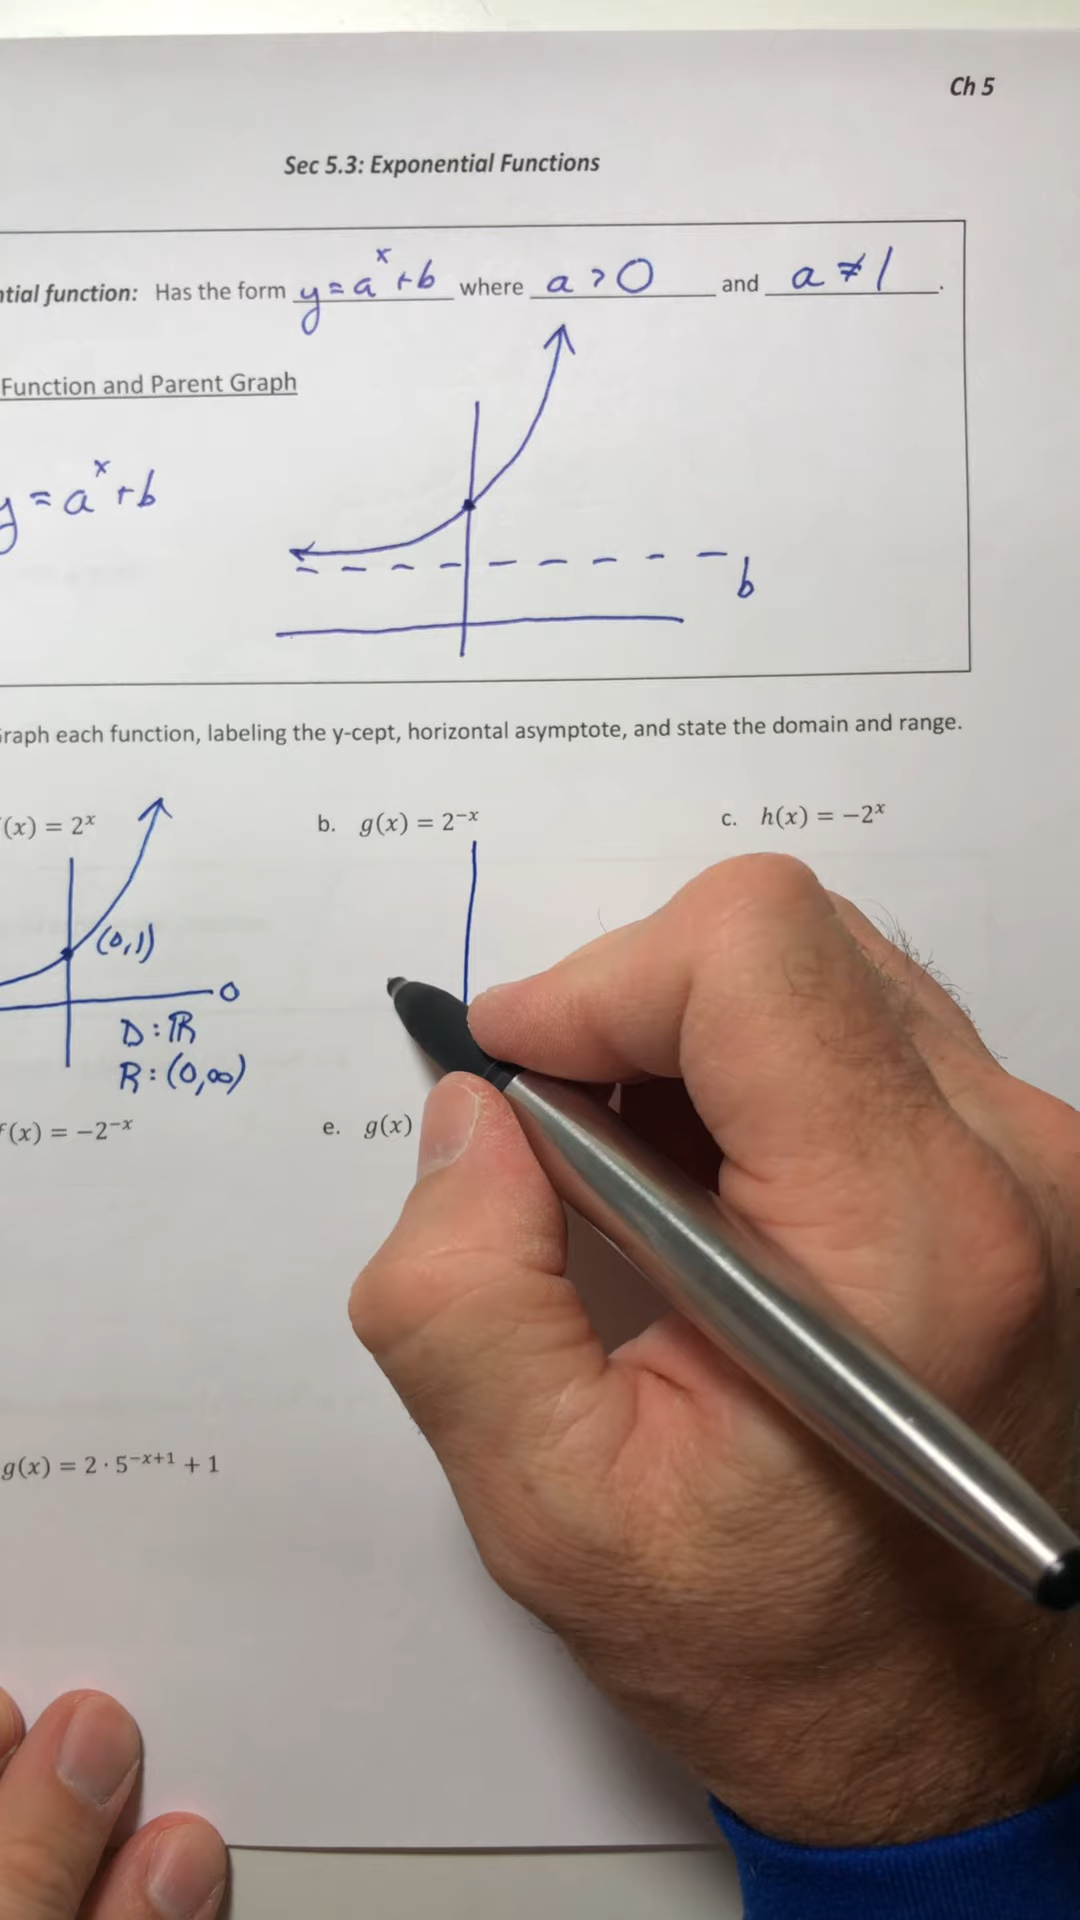 Ch 5
Sec 5.3: Exponential Functions
ntial function: Has the form y = a^x + b where a > 0 and a ≠ 1.
Function and Parent Graph
y = a^x + b
b
Graph each function, labeling the y-cept, horizontal asymptote, and state the domain and range.
f(x) = 2^x
b. g(x) = 2^−x
c. h(x) = −2^x
(0,1)
0
D: ℝ
R: (0,∞)
f(x) = −2^−x
e. g(x)
g(x) = 2 · 5^−x+1 + 1